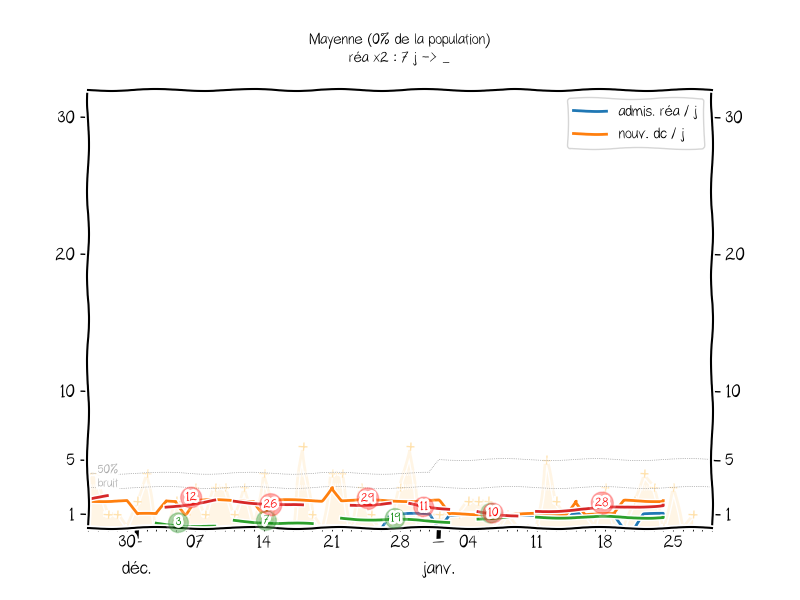 Mayenne (0% de la population)
réa x2 : 7 j -> _
admis. réa / j
nouv. dc / j
30 30
20 20
10 10
5 5
1 1
50%
bruit
12 26 29 11 10 28
3 7 19
30 07 14 21 28 04 11 18 25
déc. janv.